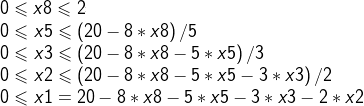 0 ⩽ x8 ⩽ 2
0 ⩽ x5 ⩽ (20 − 8 * x8) /5
0 ⩽ x3 ⩽ (20 − 8 * x8 − 5 * x5) /3
0 ⩽ x2 ⩽ (20 − 8 * x8 − 5 * x5 − 3 * x3) /2
0 ⩽ x1 = 20 − 8 * x8 − 5 * x5 − 3 * x3 − 2 * x2